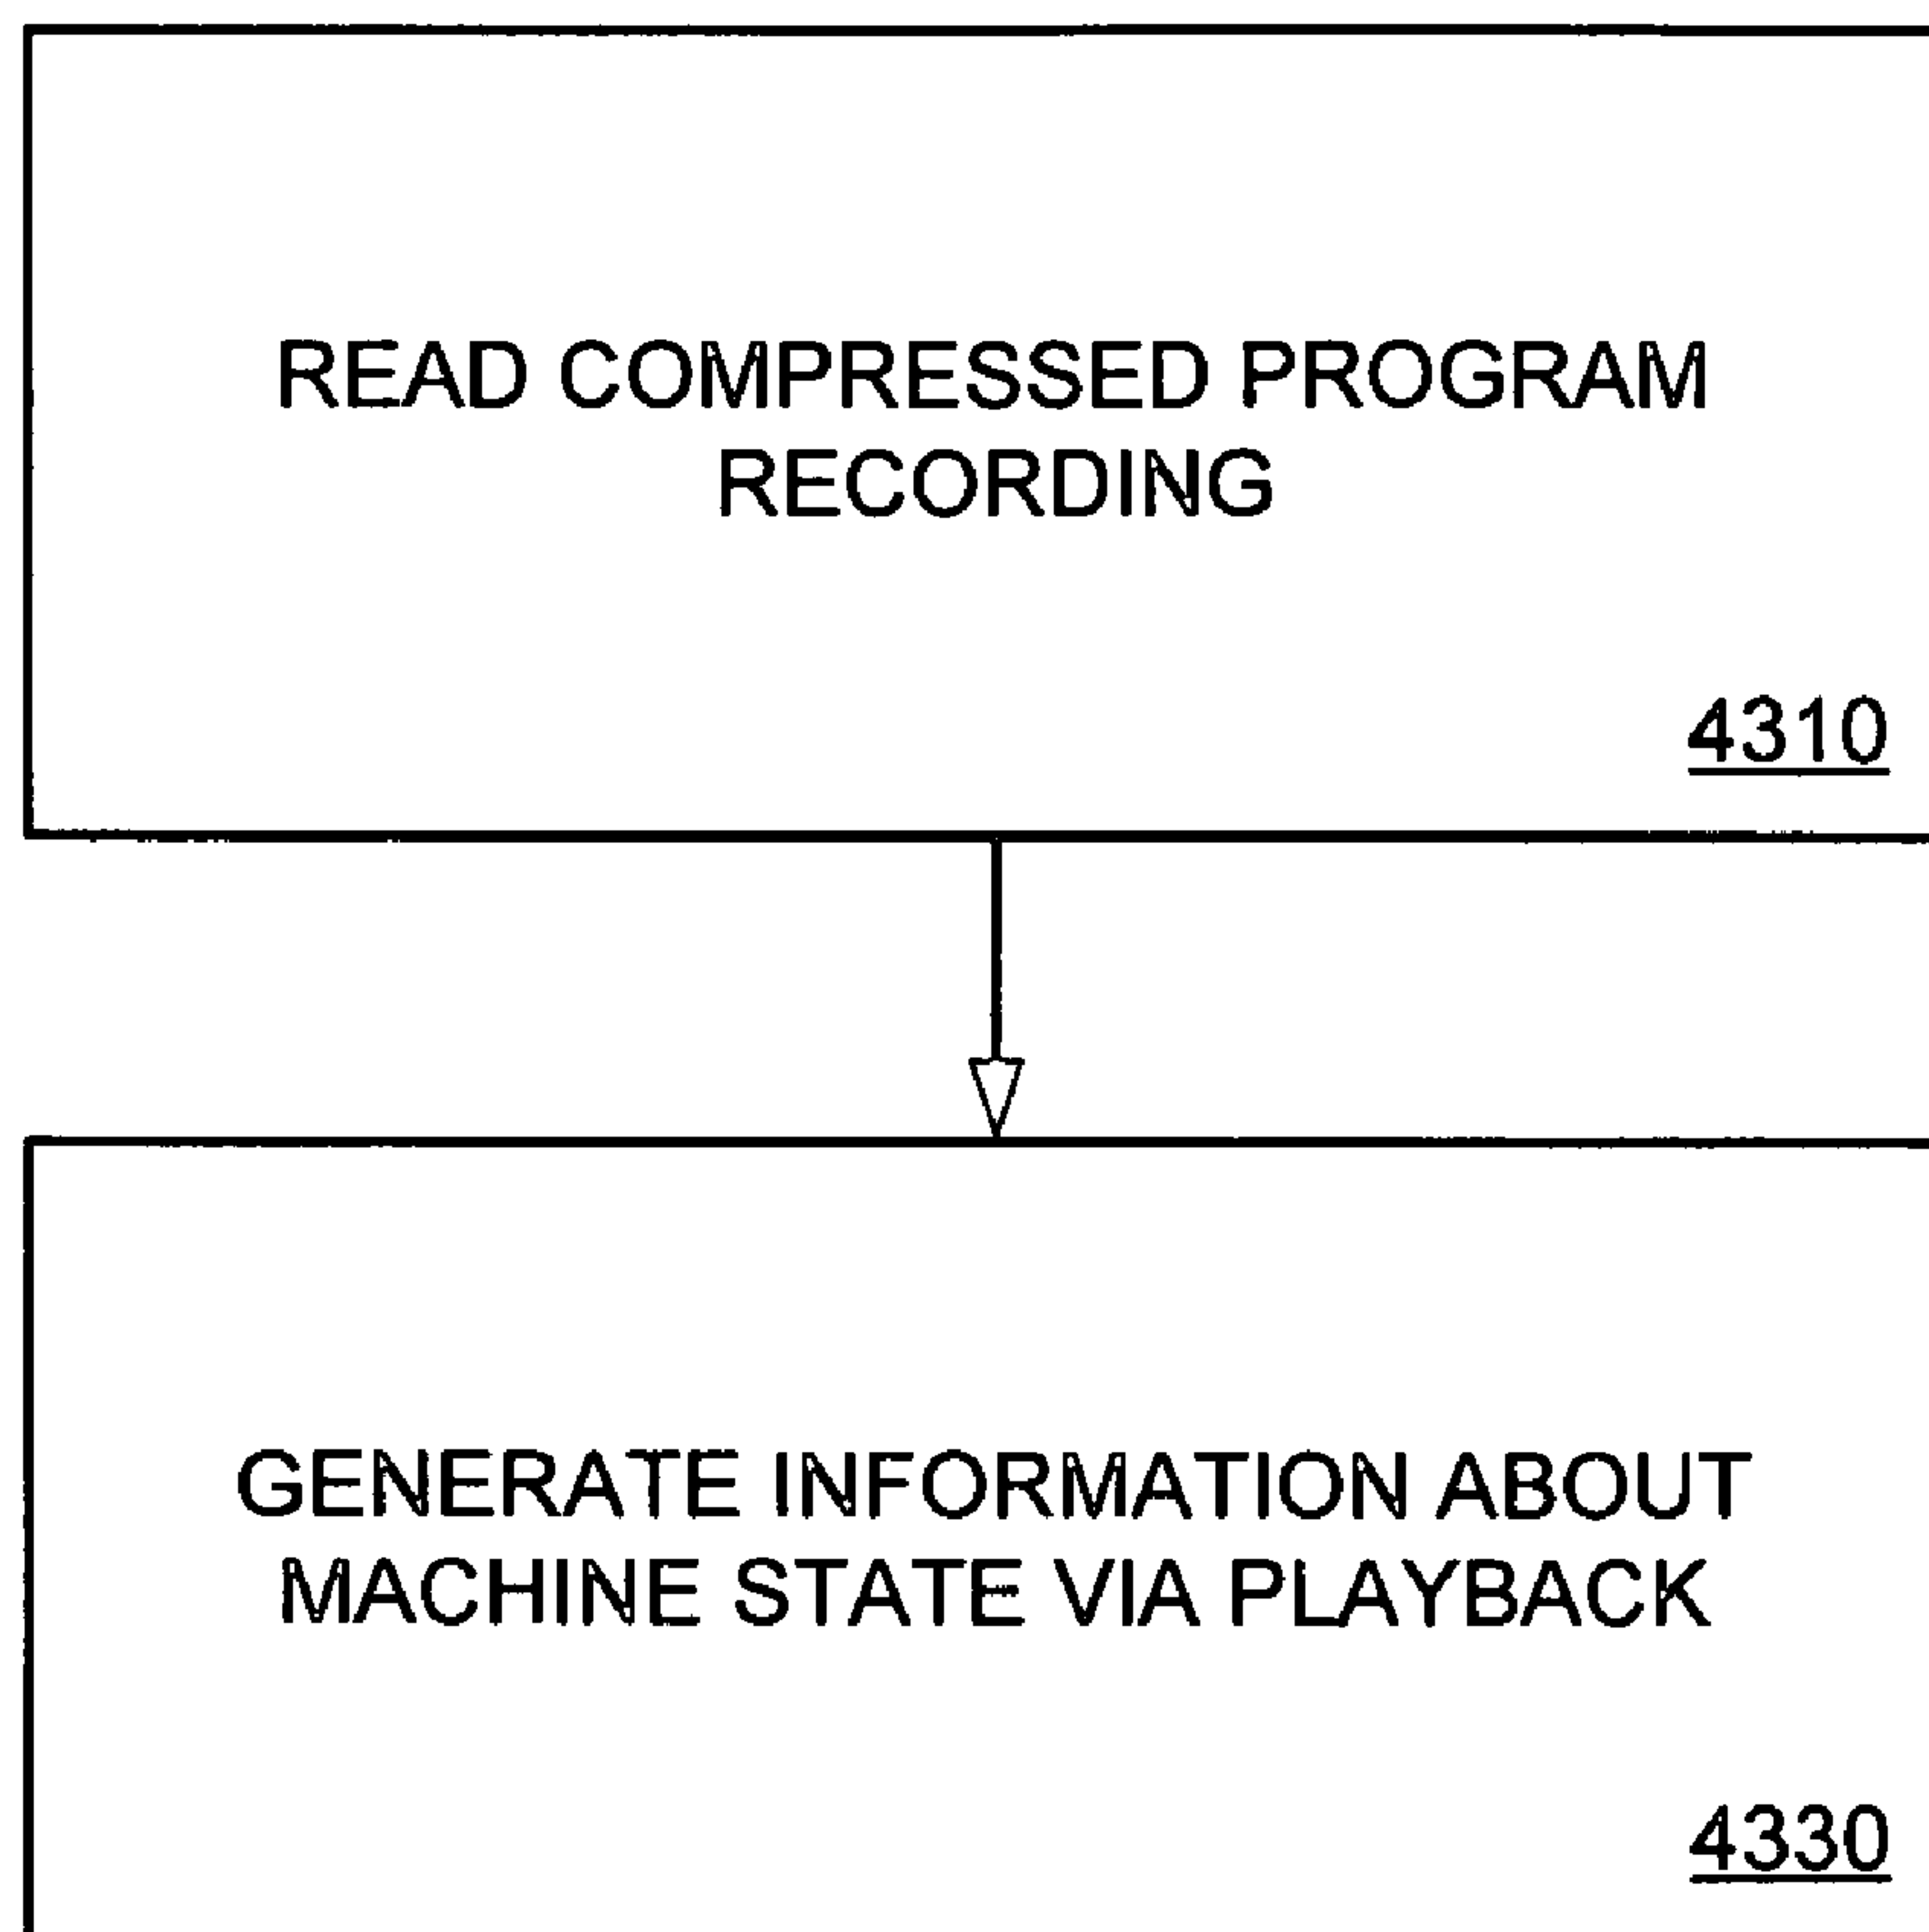 READ COMPRESSED PROGRAM
RECORDING
4310
GENERATE INFORMATION ABOUT
MACHINE STATE VIA PLAYBACK
4330